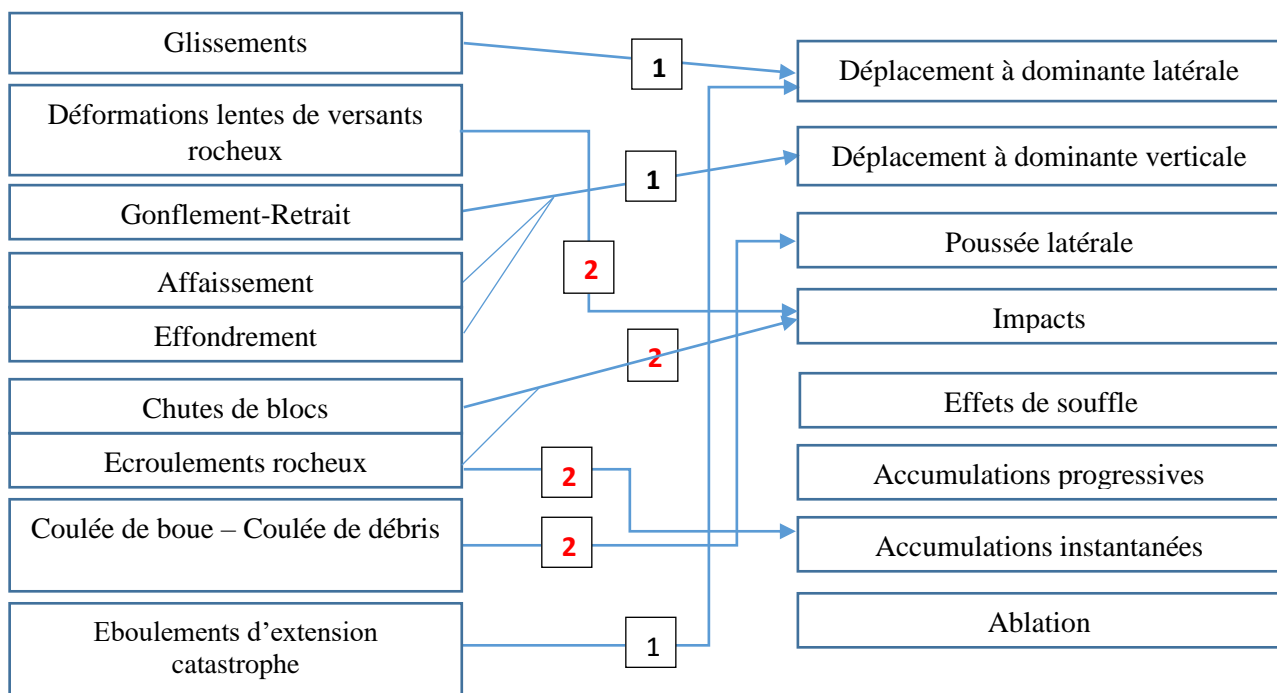 Glissements
Déformations lentes de versants
rocheux
Gonflement-Retrait
Affaissement
Effondrement
Chutes de blocs
Ecroulements rocheux
Coulée de boue – Coulée de débris
Eboulements d’extension
catastrophe
1
1
2
2
2
2
1
Déplacement à dominante latérale
Déplacement à dominante verticale
Poussée latérale
Impacts
Effets de souffle
Accumulations progressives
Accumulations instantanées
Ablation